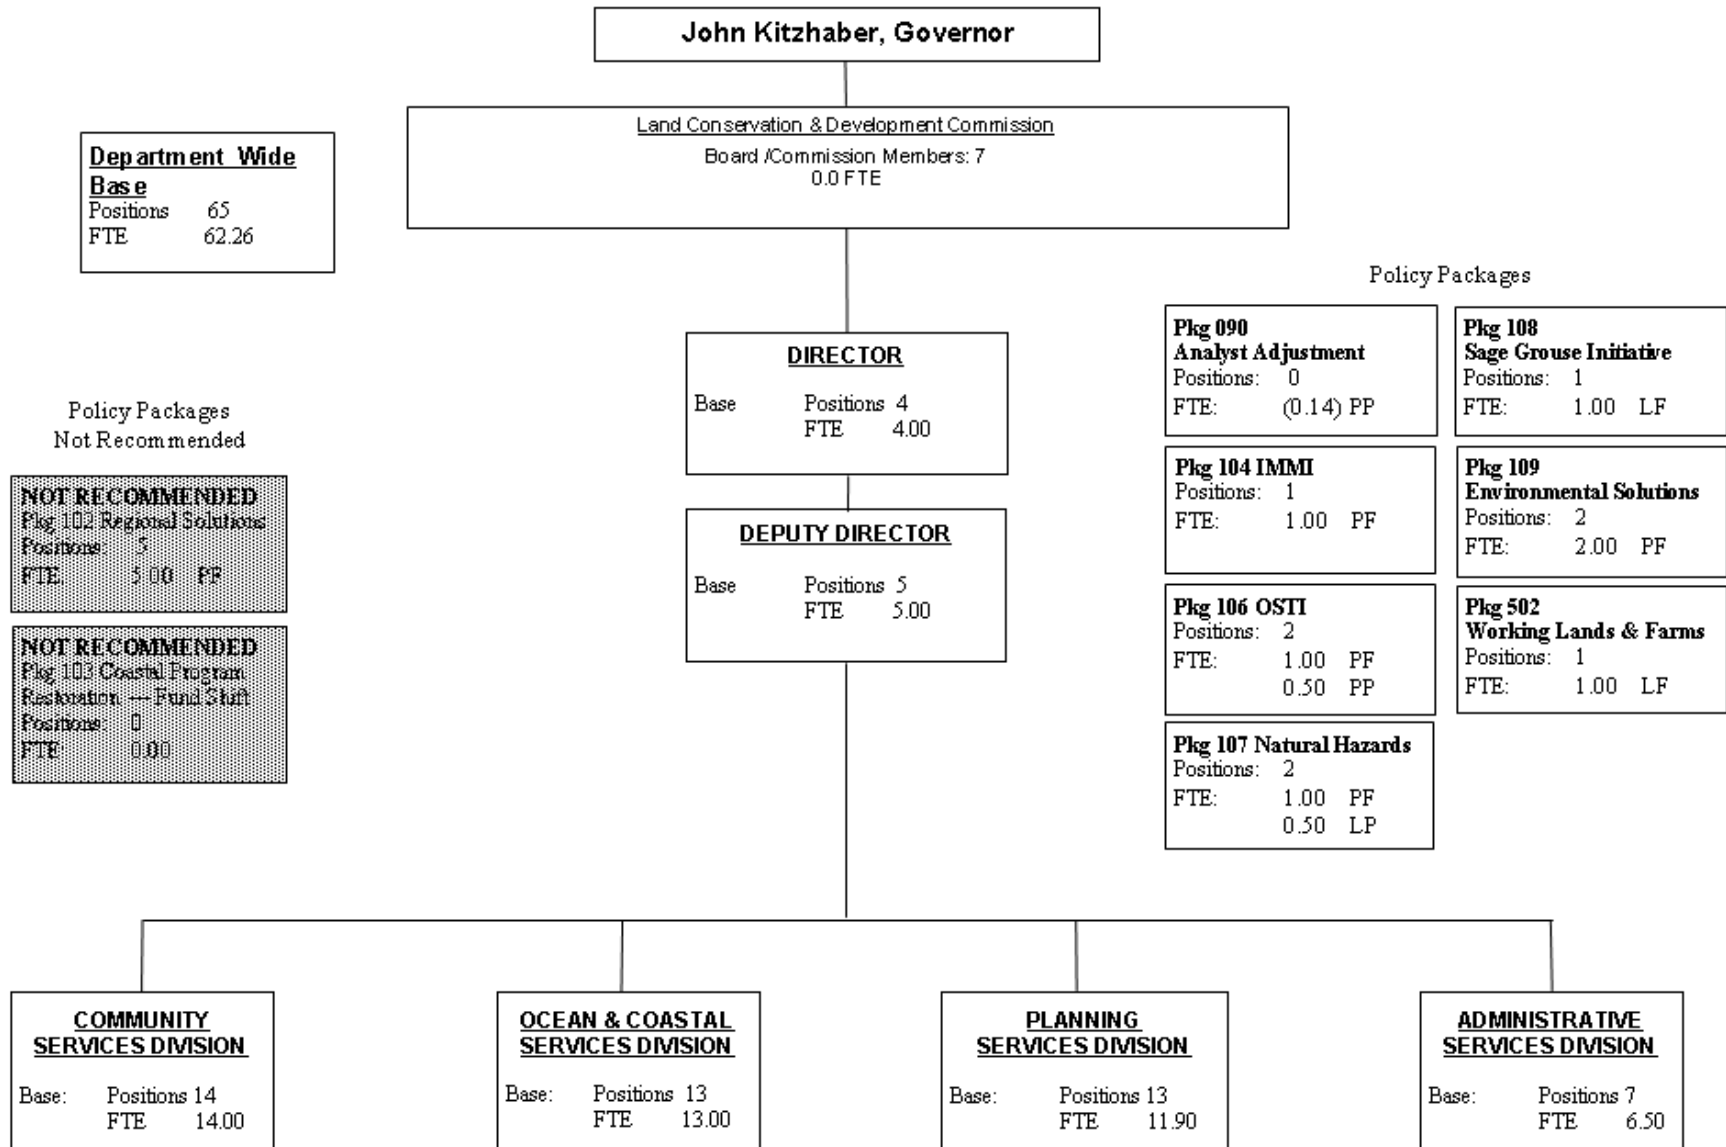 John Kitzhaber, Governor
Land Conservation & Development Commission
Board /Commission Members: 7
0.0 FTE
Department Wide
Base
Positions 65
FTE 62.26
Policy Packages
Not Recommended
NOT RECOMMENDED
Pkg 102 Regional Solutions
Positions: 5
FTE: 5.00 PF
NOT RECOMMENDED
Pkg 103 Coastal Program
Restoration --- Fund Shift
Positions: 0
FTE 0.00
DIRECTOR
Base Positions 4
FTE 4.00
DEPUTY DIRECTOR
Base Positions 5
FTE 5.00
Policy Packages
Pkg 090
Analyst Adjustment
Positions: 0
FTE: (0.14) PP
Pkg 108
Sage Grouse Initiative
Positions: 1
FTE: 1.00 LF
Pkg 104 IMMI
Positions: 1
FTE: 1.00 PF
Pkg 109
Environmental Solutions
Positions: 2
FTE: 2.00 PF
Pkg 106 OSTI
Positions: 2
FTE: 1.00 PF
0.50 PP
Pkg 502
Working Lands & Farms
Positions: 1
FTE: 1.00 LF
Pkg 107 Natural Hazards
Positions: 2
FTE: 1.00 PF
0.50 LP
COMMUNITY
SERVICES DIVISION
Base: Positions 14
FTE 14.00
OCEAN & COASTAL
SERVICES DIVISION
Base: Positions 13
FTE 13.00
PLANNING
SERVICES DIVISION
Base: Positions 13
FTE 11.90
ADMINISTRATIVE
SERVICES DIVISION
Base: Positions 7
FTE 6.50